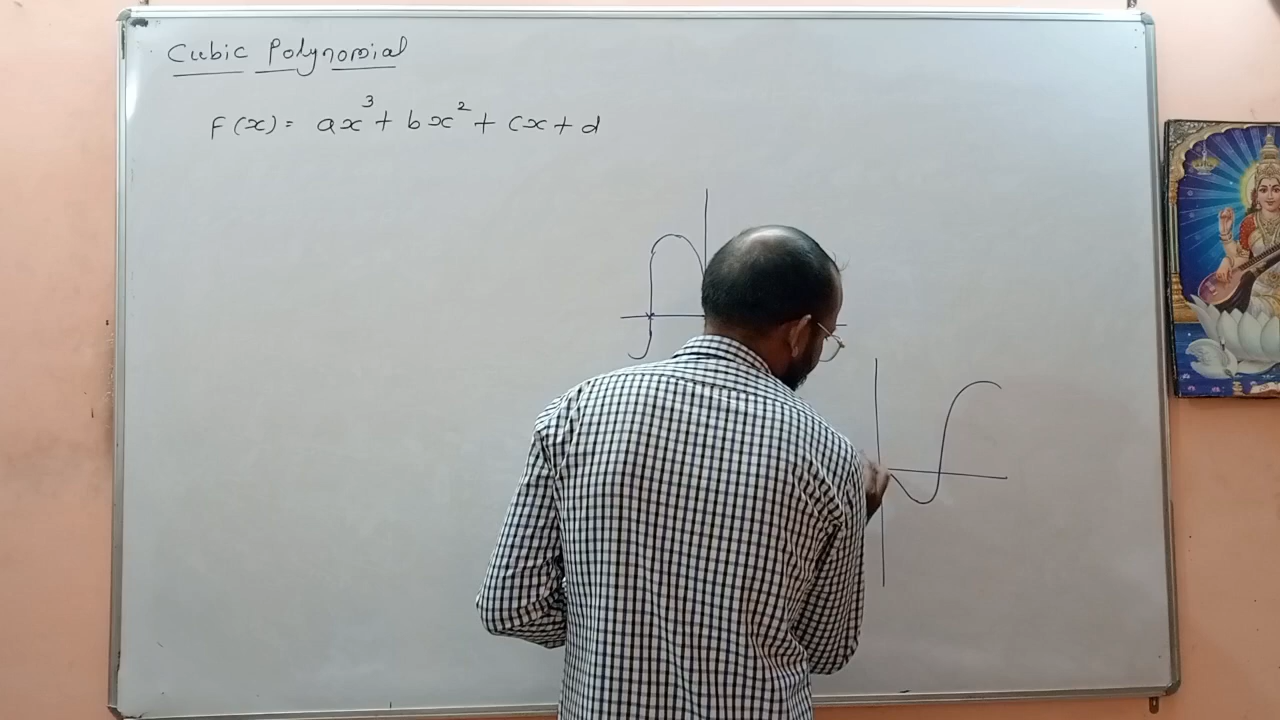 Cubic Polynomial
F(x) = ax³ + bx² + cx + d